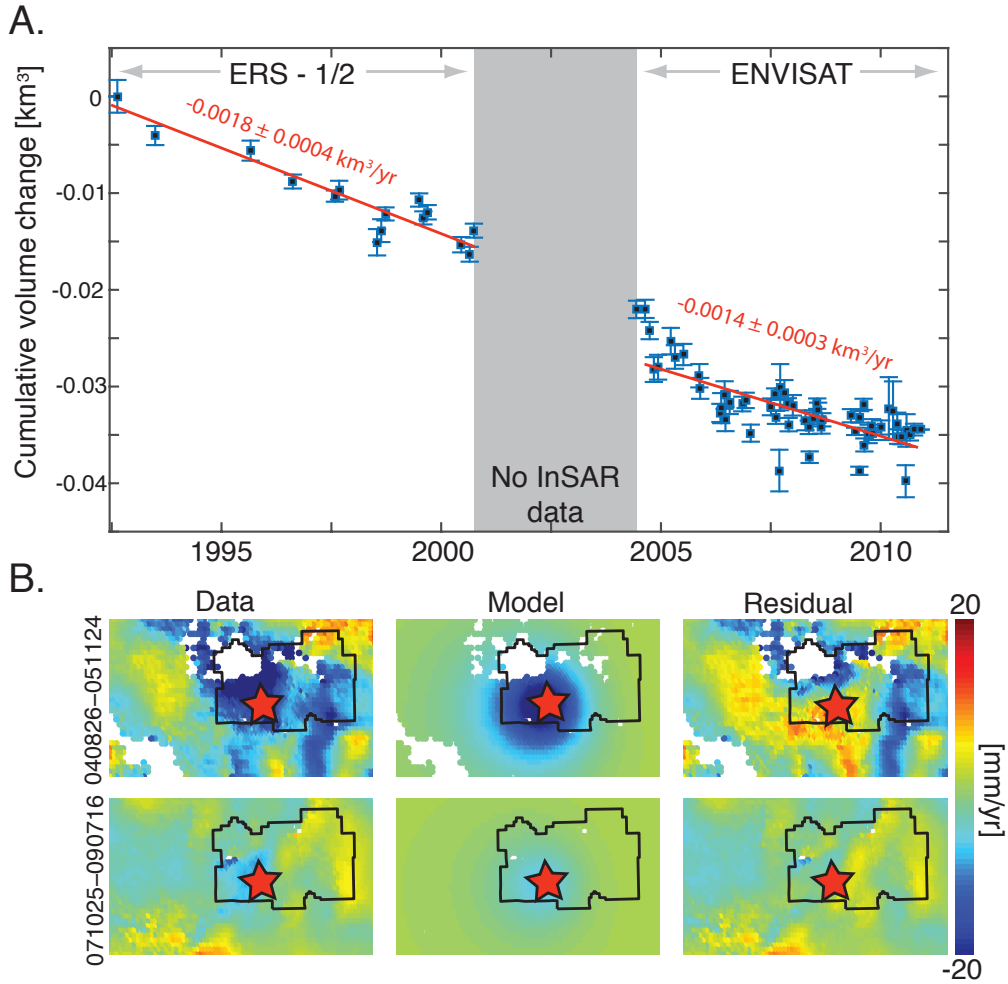 A.
ERS - 1/2
ENVISAT
Cumulative volume change [km³]
0
-0.01
-0.02
-0.03
-0.04
-0.0018 ± 0.0004 km³/yr
-0.0014 ± 0.0003 km³/yr
No InSAR
data
1995
2000
2005
2010
B.
Data
Model
Residual
040826–051124
071025–090716
20
[mm/yr]
-20